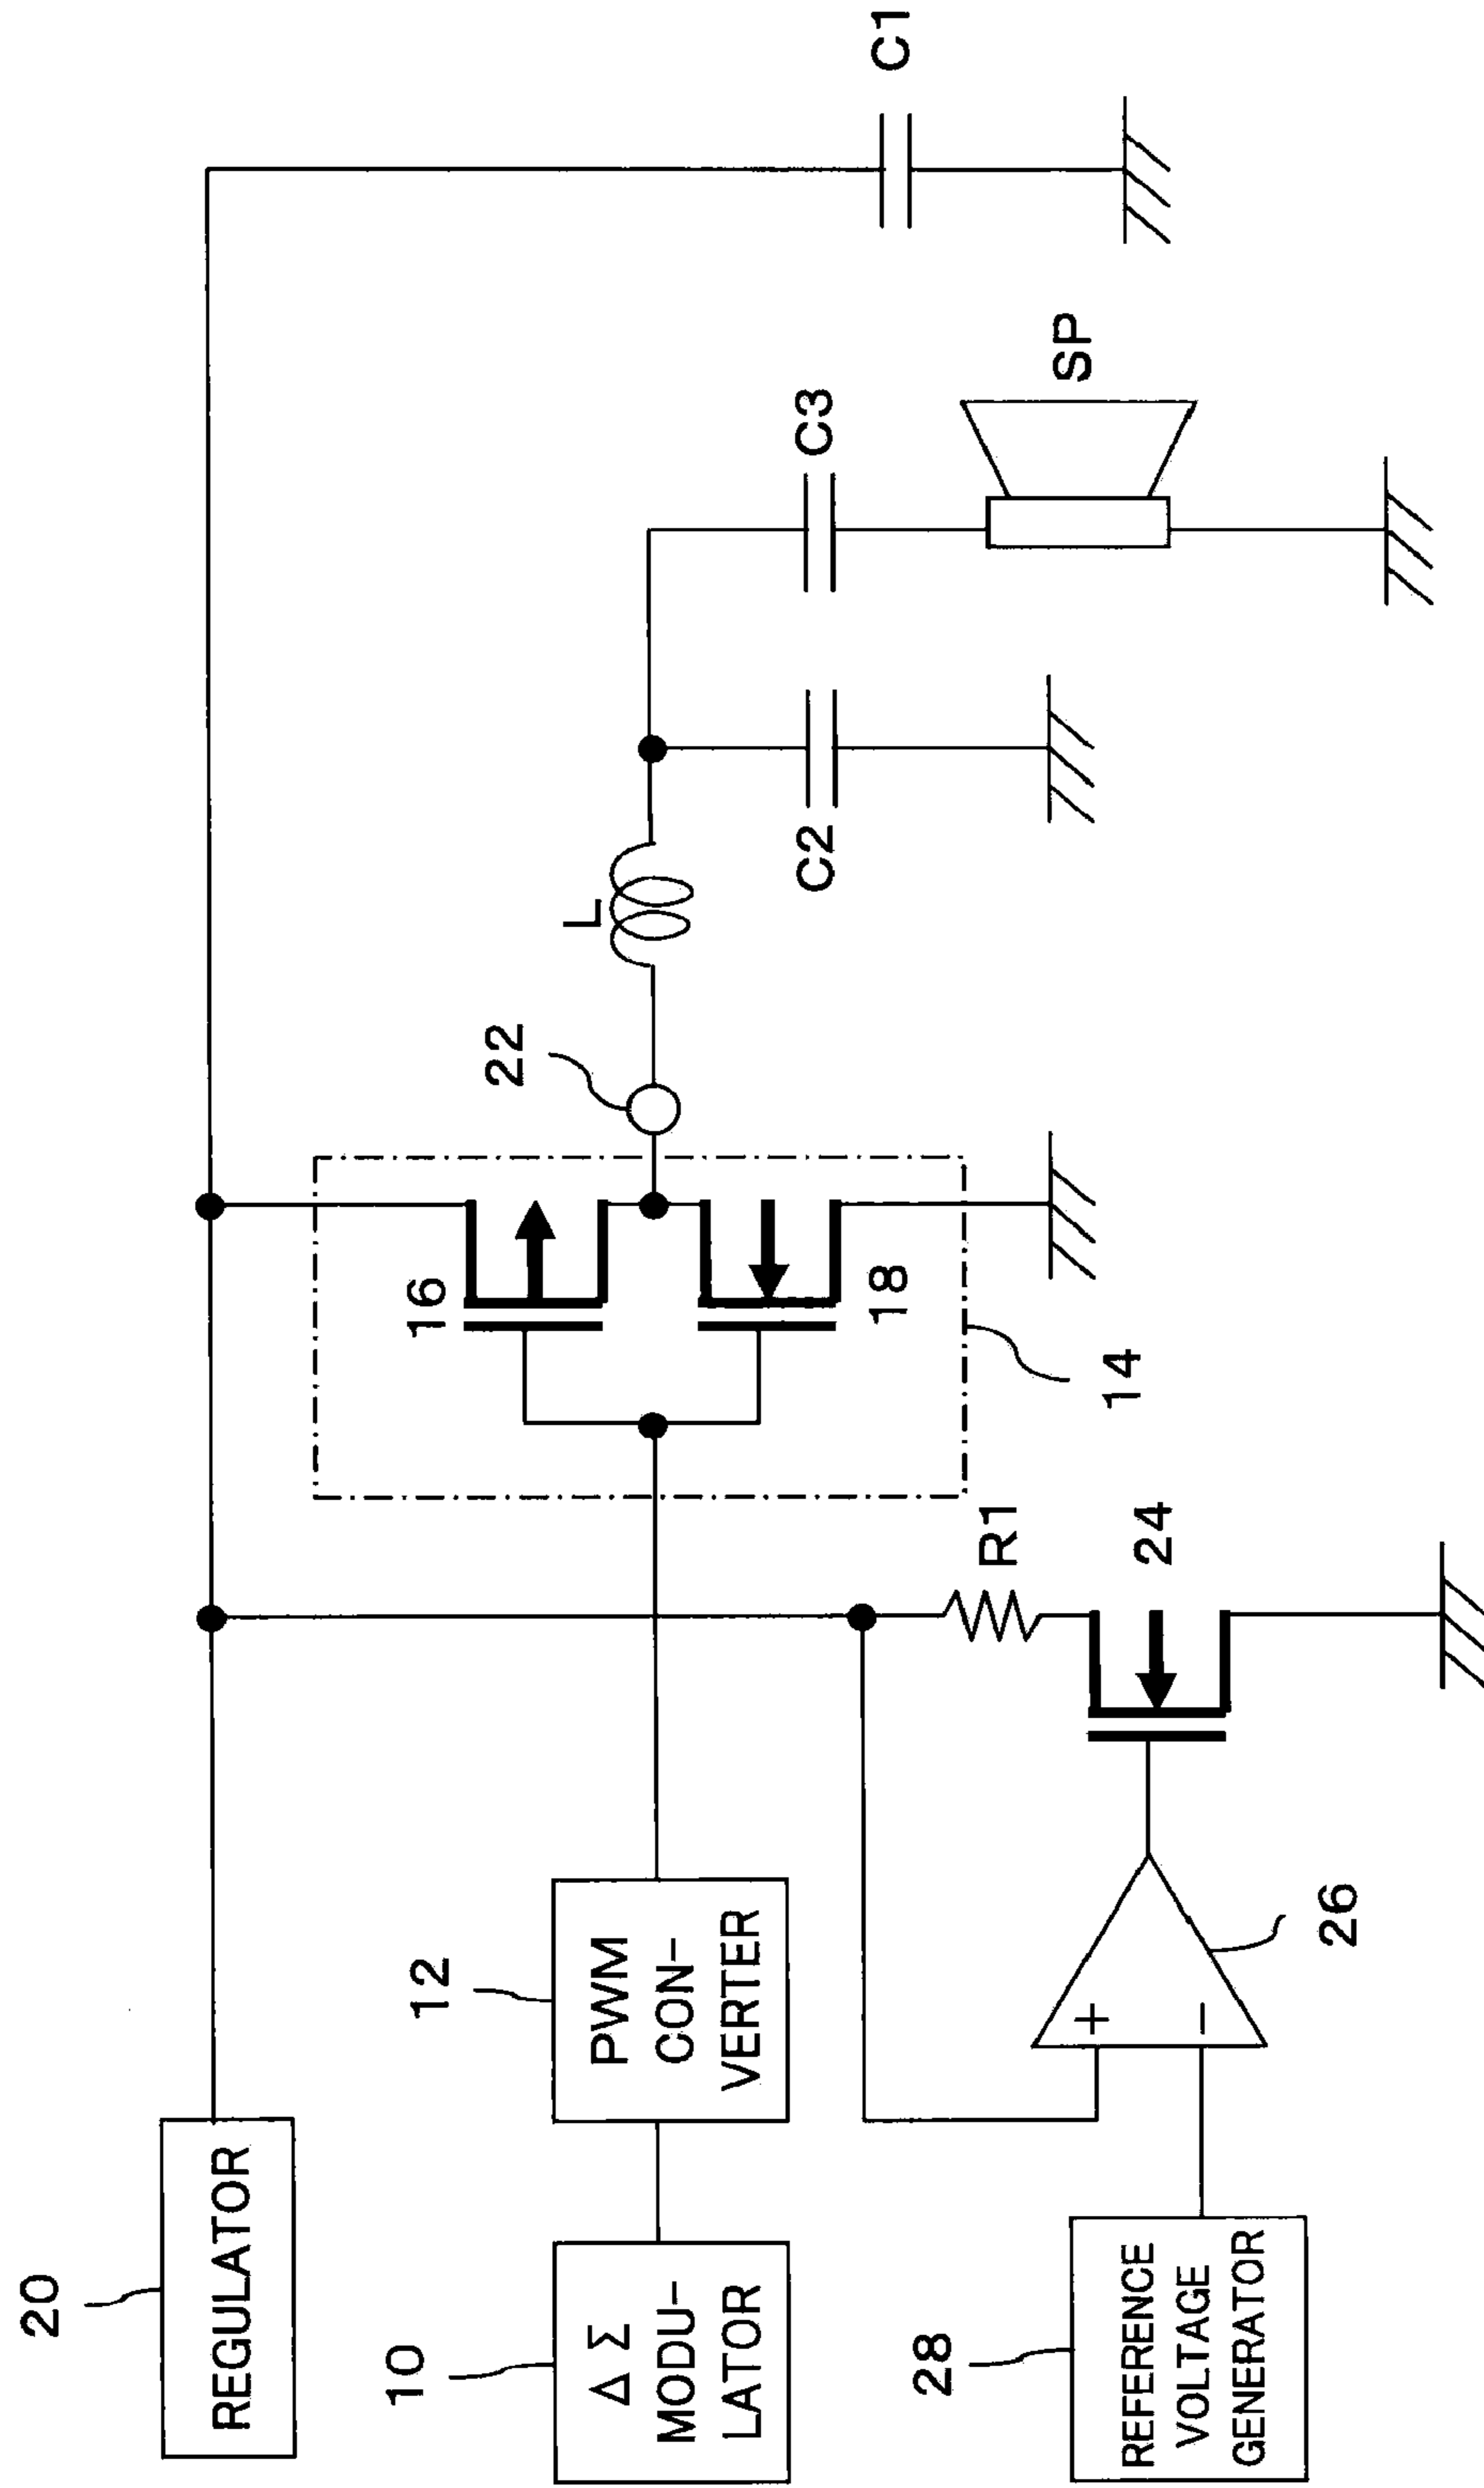 20
REGULATOR
10
ΔΣ
MODU-
LATOR
12
PWM
CON-
VERTER
28
REFERENCE
VOLTAGE
GENERATOR
+
−
26
R1
24
14
16
18
22
L
C2
C3
SP
C1